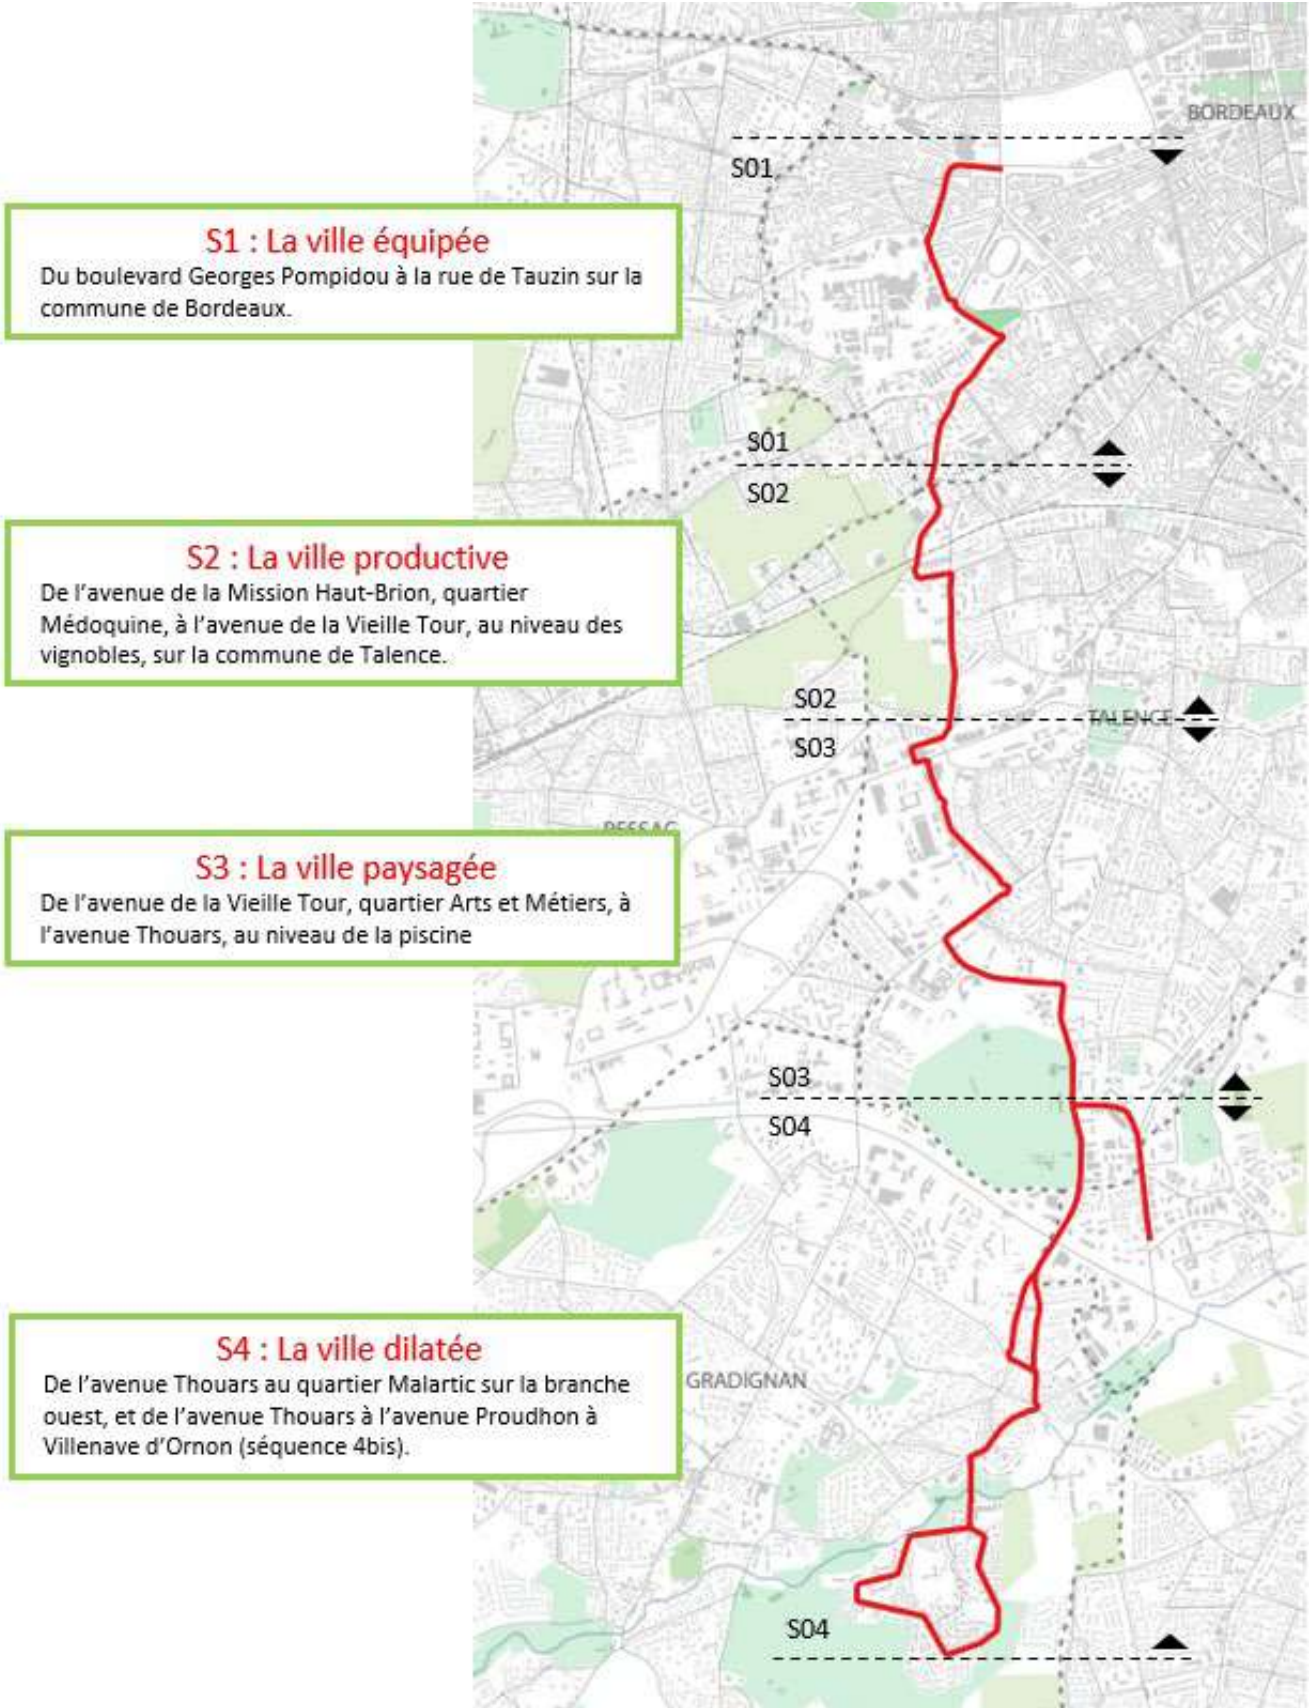 BORDEAUX
S01
S1 : La ville équipée
Du boulevard Georges Pompidou à la rue de Tauzin sur la
commune de Bordeaux.
S01
S02
S2 : La ville productive
De l'avenue de la Mission Haut-Brion, quartier
Médoquine, à l'avenue de la Vieille Tour, au niveau des
vignobles, sur la commune de Talence.
S02
TALENCE
S03
PESSAC
S3 : La ville paysagée
De l'avenue de la Vieille Tour, quartier Arts et Métiers, à
l'avenue Thouars, au niveau de la piscine
S03
S04
S4 : La ville dilatée
De l'avenue Thouars au quartier Malartic sur la branche
ouest, et de l'avenue Thouars à l'avenue Proudhon à
Villenave d'Ornon (séquence 4bis).
GRADIGNAN
S04